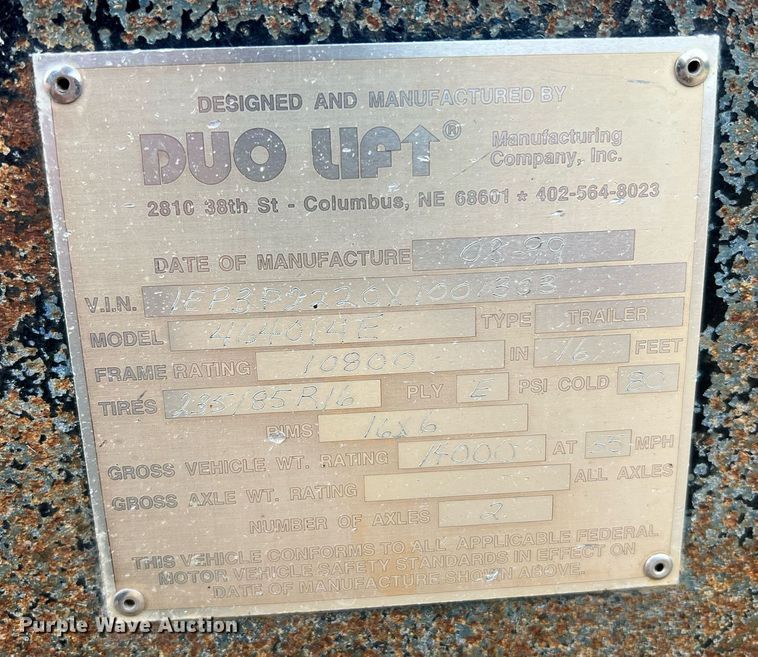 DESIGNED AND MANUFACTURED BY
DUO LIFT® Manufacturing Company, Inc.
2810 38th St - Columbus, NE 68601 ★ 402-564-8023
DATE OF MANUFACTURE 08-99
V.I.N.
MODEL TYPE TRAILER
FRAME RATING 10800 IN 16 FEET
TIRES 235/85R16 PLY E PSI COLD 80
RIMS 16x6
GROSS VEHICLE WT. RATING 14000 AT 55 MPH
GROSS AXLE WT. RATING ALL AXLES
NUMBER OF AXLES 2
THIS VEHICLE CONFORMS TO ALL APPLICABLE FEDERAL
MOTOR VEHICLE SAFETY STANDARDS IN EFFECT ON
DATE OF MANUFACTURE SHOWN ABOVE.
Purple Wave Auction